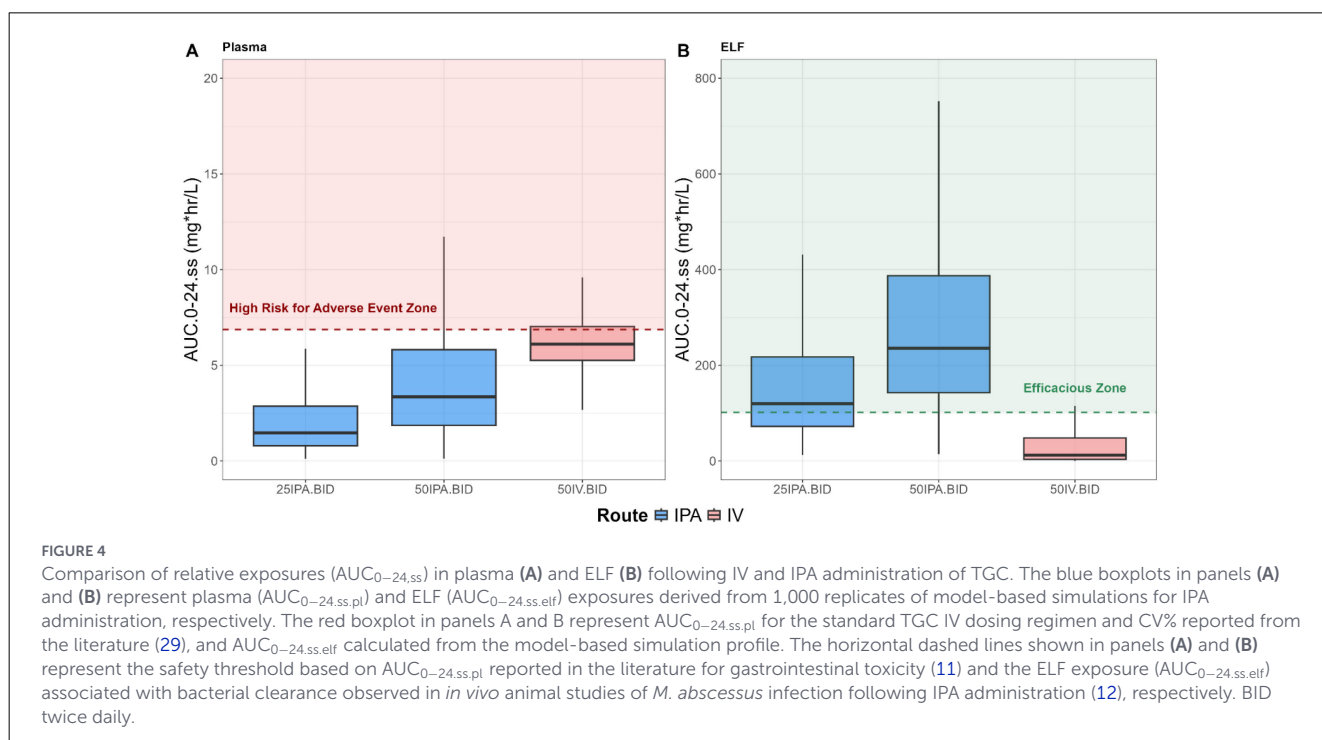 A Plasma
20
15
10
5
0
AUC.0-24.ss (mg*hr/L)
High Risk for Adverse Event Zone
25IPA.BID 50IPA.BID 50IV.BID
B ELF
800
600
400
200
0
AUC.0-24.ss (mg*hr/L)
Efficacious Zone
25IPA.BID 50IPA.BID 50IV.BID
Route IPA IV
FIGURE 4
Comparison of relative exposures (AUC0−24,ss) in plasma (A) and ELF (B) following IV and IPA administration of TGC. The blue boxplots in panels (A)
and (B) represent plasma (AUC0−24.ss.pl) and ELF (AUC0−24.ss.elf) exposures derived from 1,000 replicates of model-based simulations for IPA
administration, respectively. The red boxplot in panels A and B represent AUC0−24.ss.pl for the standard TGC IV dosing regimen and CV% reported from
the literature (29), and AUC0−24.ss.elf calculated from the model-based simulation profile. The horizontal dashed lines shown in panels (A) and (B)
represent the safety threshold based on AUC0−24.ss.pl reported in the literature for gastrointestinal toxicity (11) and the ELF exposure (AUC0−24.ss.elf)
associated with bacterial clearance observed in in vivo animal studies of M. abscessus infection following IPA administration (12), respectively. BID
twice daily.